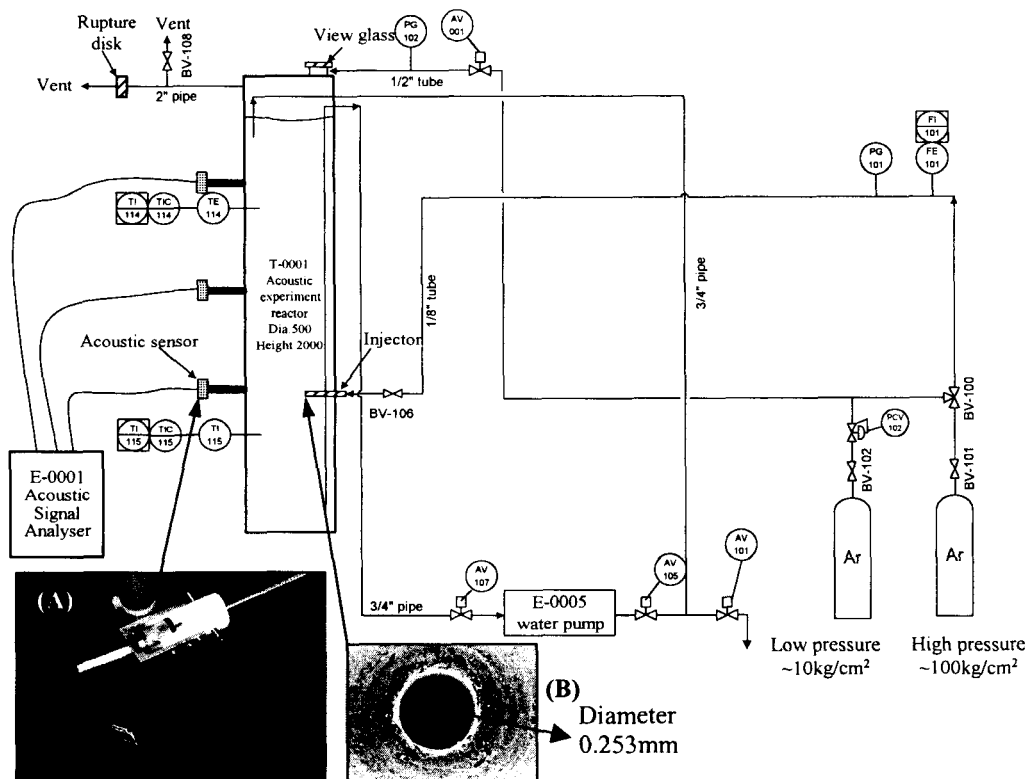 Rupture
disk
Vent
BV-108
Vent
2" pipe
View glass
PG
102
AV
001
1/2" tube
FI
101
PG
101
FE
101
TI
114
TIC
114
TE
114
T-0001
Acoustic
experiment
reactor
Dia 500
Height 2000
1/8" tube
3/4" pipe
Acoustic sensor
Injector
BV-106
BV-100
PCV
102
BV-102
BV-101
TI
115
TIC
115
TI
115
E-0001
Acoustic
Signal
Analyser
Ar
Ar
AV
107
AV
105
AV
101
3/4" pipe
E-0005
water pump
Low pressure
~10kg/cm²
High pressure
~100kg/cm²
(A)
(B)
Diameter
0.253mm